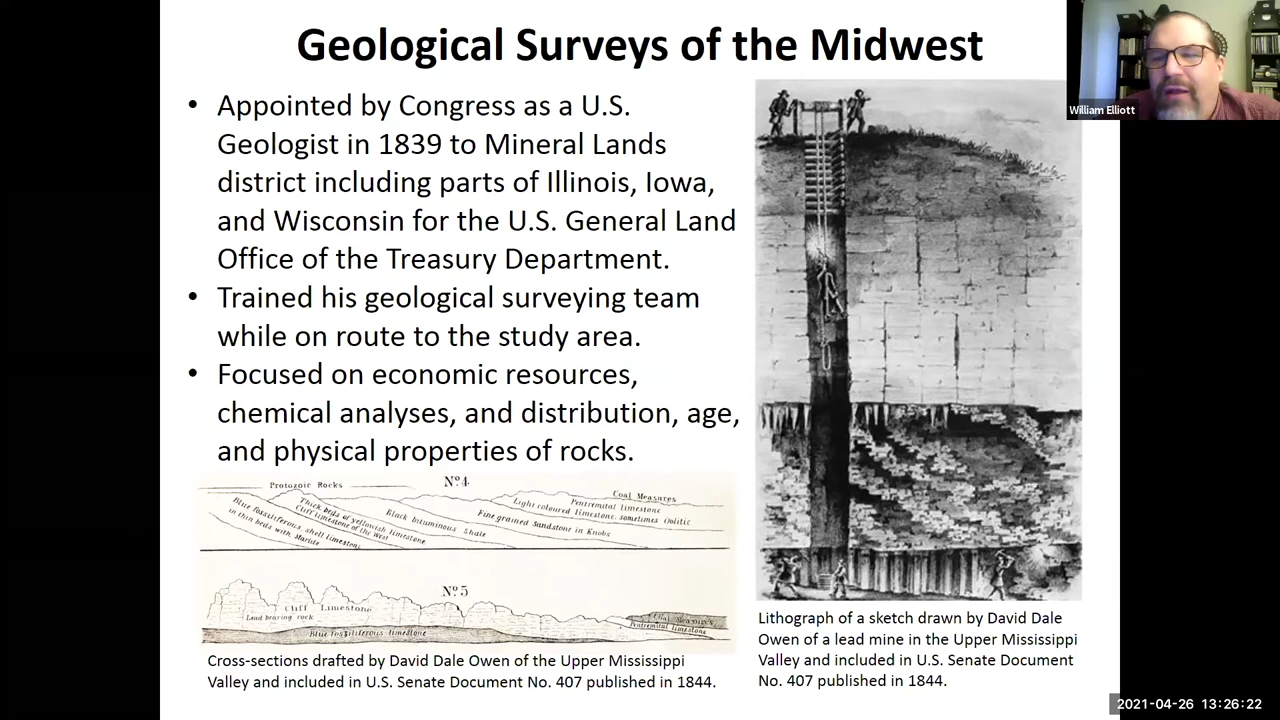 Geological Surveys of the Midwest
William Elliott
• Appointed by Congress as a U.S.
Geologist in 1839 to Mineral Lands
district including parts of Illinois, Iowa,
and Wisconsin for the U.S. General Land
Office of the Treasury Department.
• Trained his geological surveying team
while on route to the study area.
• Focused on economic resources,
chemical analyses, and distribution, age,
and physical properties of rocks.
Protozoic Rocks
Nº4
Coal Measures
Pentremital limestone
Light coloured limestone, sometimes Oolitic
Fine grained Sandstone in Knobs
Black bituminous Shale
Thick beds of yellowish limestone
Cliff limestone of the West
Blue fossiliferous shell limestone
in thin beds with Marlite
Nº5
Cliff Limestone
Lead bearing rock
Blue fossiliferous limestone
Coal Measures
Pentremital limestone
Cross-sections drafted by David Dale Owen of the Upper Mississippi
Valley and included in U.S. Senate Document No. 407 published in 1844.
Lithograph of a sketch drawn by David Dale
Owen of a lead mine in the Upper Mississippi
Valley and included in U.S. Senate Document
No. 407 published in 1844.
2021-04-26 13:26:22